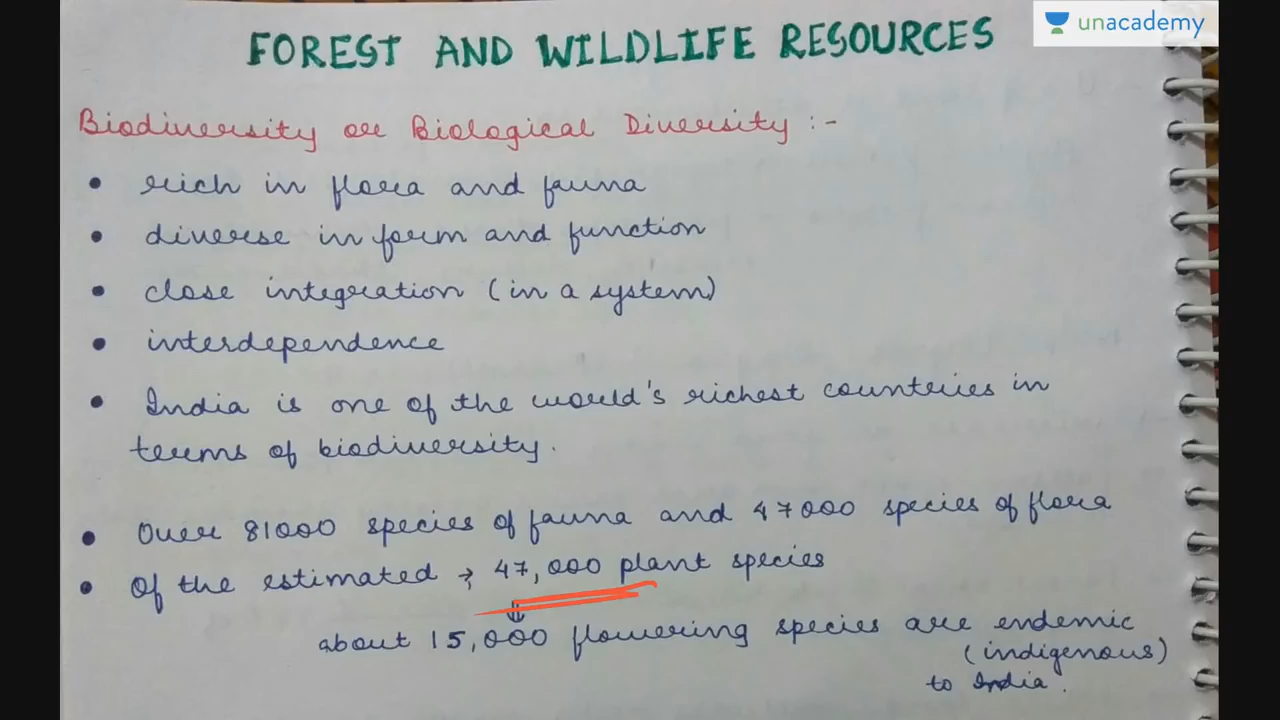 unacademy
FOREST AND WILDLIFE RESOURCES
Biodiversity or Biological Diversity :-
• rich in flora and fauna
• diverse in form and function
• close integration (in a system)
• interdependence
• India is one of the world's richest countries in
terms of biodiversity.
• Over 81000 species of fauna and 47000 species of flora
• Of the estimated → 47,000 plant species
⇓
about 15,000 flowering species are endemic
(indigenous)
to India.